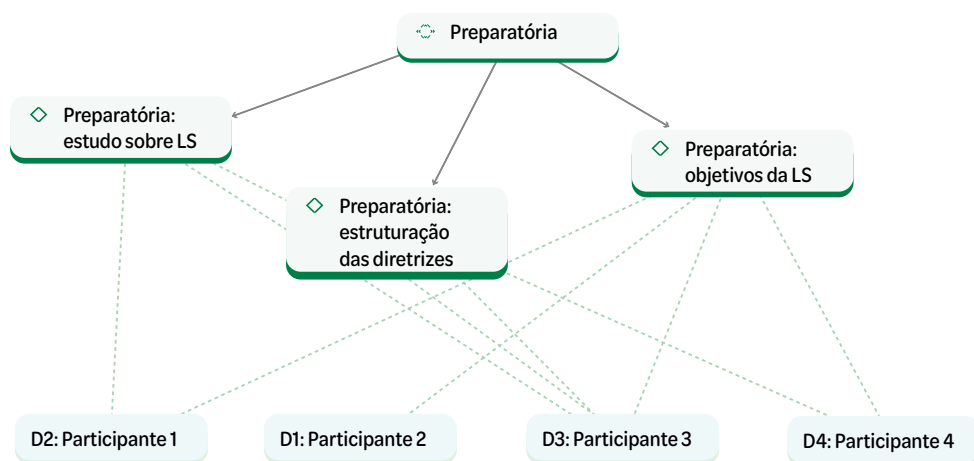 Preparatória
Preparatória:
estudo sobre LS
Preparatória:
objetivos da LS
Preparatória:
estruturação
das diretrizes
D2: Participante 1
D1: Participante 2
D3: Participante 3
D4: Participante 4